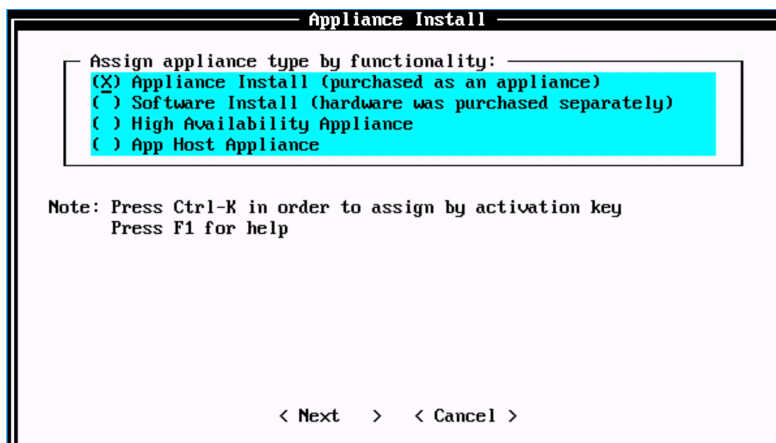 Appliance Install
Assign appliance type by functionality:
(X) Appliance Install (purchased as an appliance)
( ) Software Install (hardware was purchased separately)
( ) High Availability Appliance
( ) App Host Appliance
Note: Press Ctrl-K in order to assign by activation key
Press F1 for help
< Next > < Cancel >